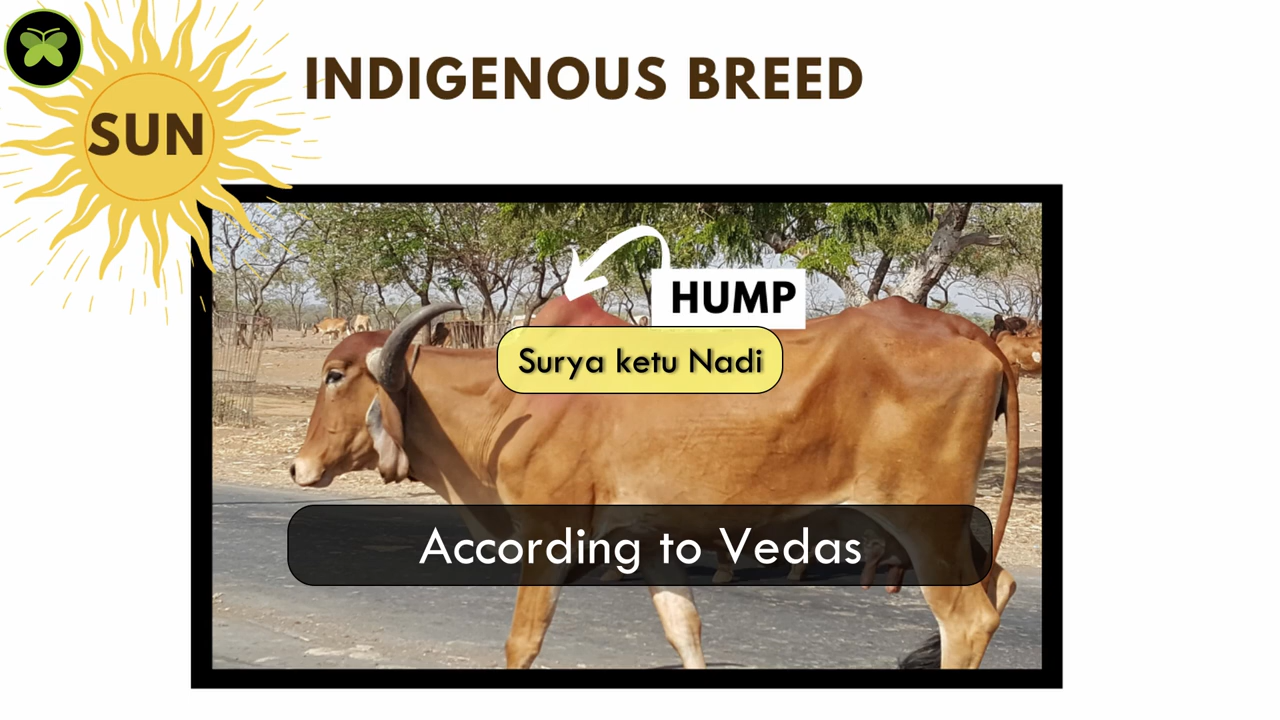 SUN
INDIGENOUS BREED
HUMP
Surya ketu Nadi
According to Vedas